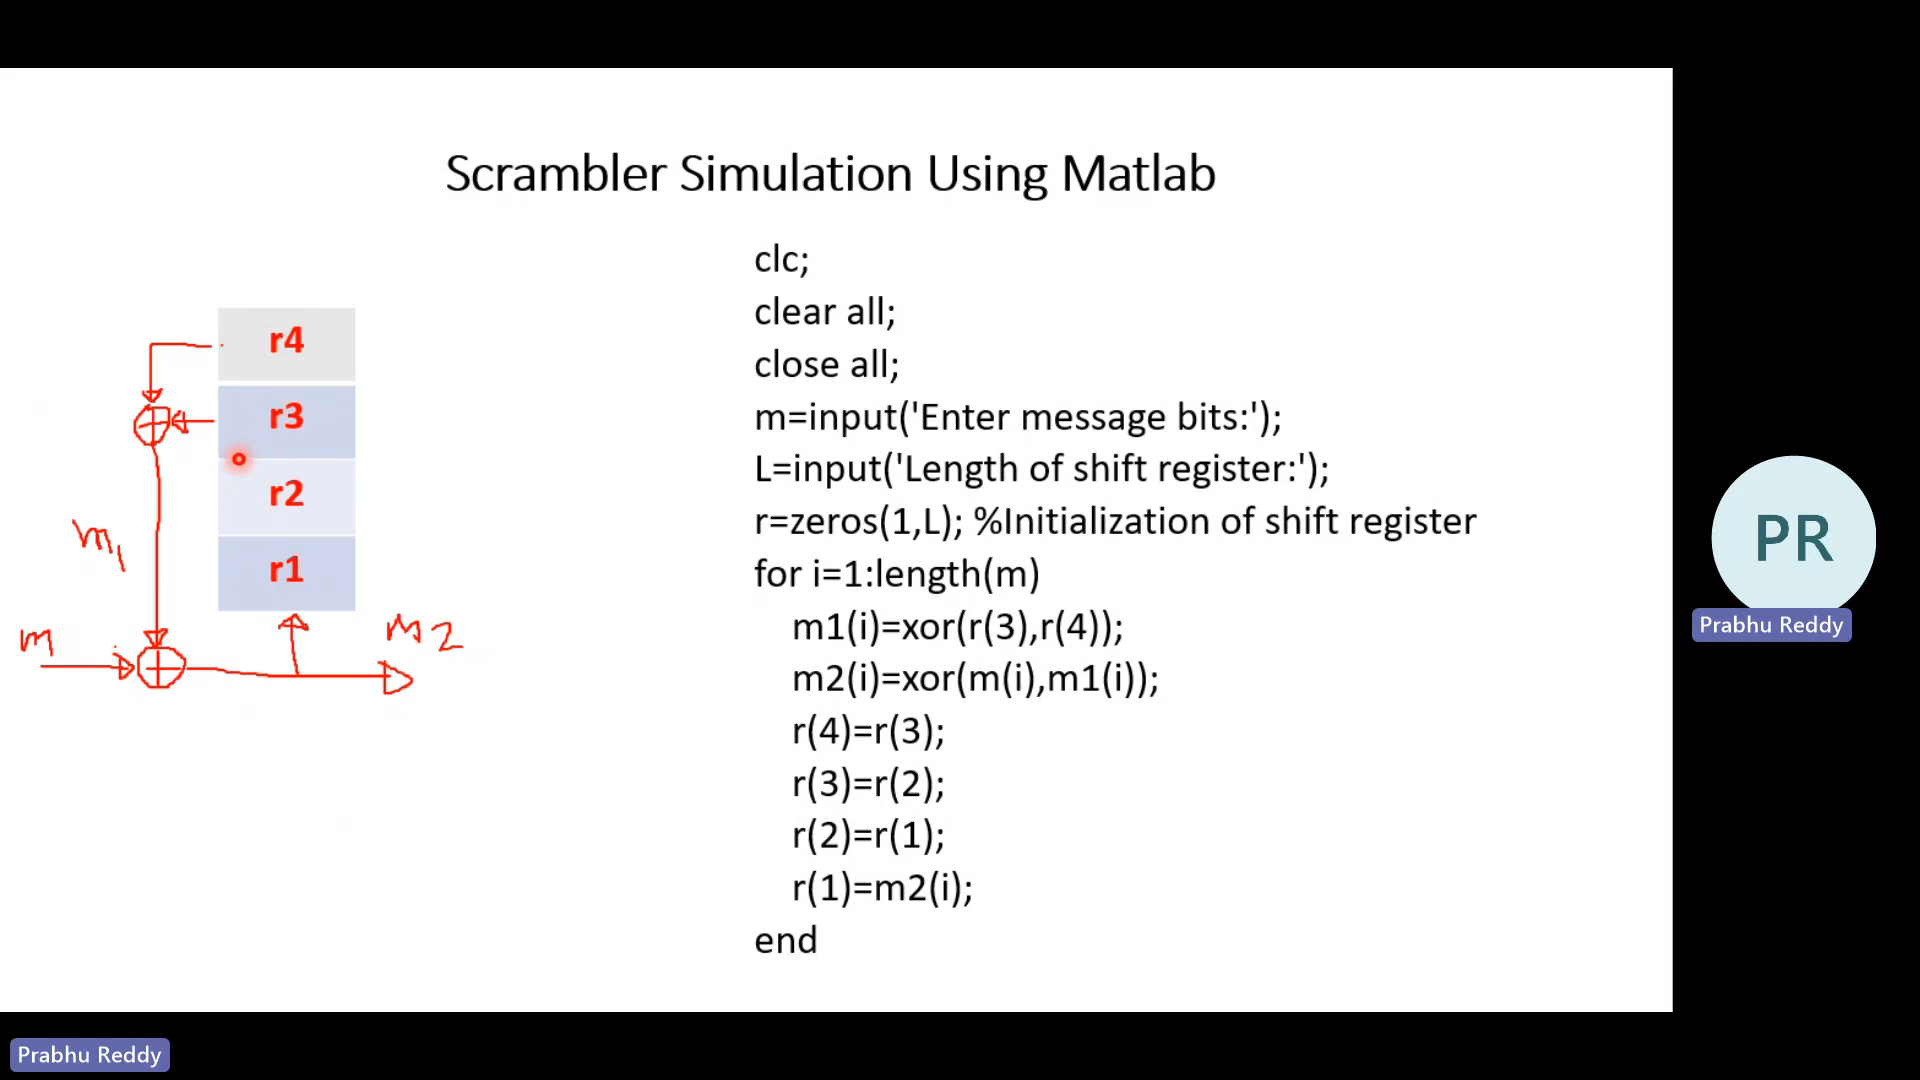 Scrambler Simulation Using Matlab
r4
r3
r2
r1
m1
m
m2
clc;
clear all;
close all;
m=input('Enter message bits:');
L=input('Length of shift register:');
r=zeros(1,L); %Initialization of shift register
for i=1:length(m)
m1(i)=xor(r(3),r(4));
m2(i)=xor(m(i),m1(i));
r(4)=r(3);
r(3)=r(2);
r(2)=r(1);
r(1)=m2(i);
end
PR
Prabhu Reddy
Prabhu Reddy